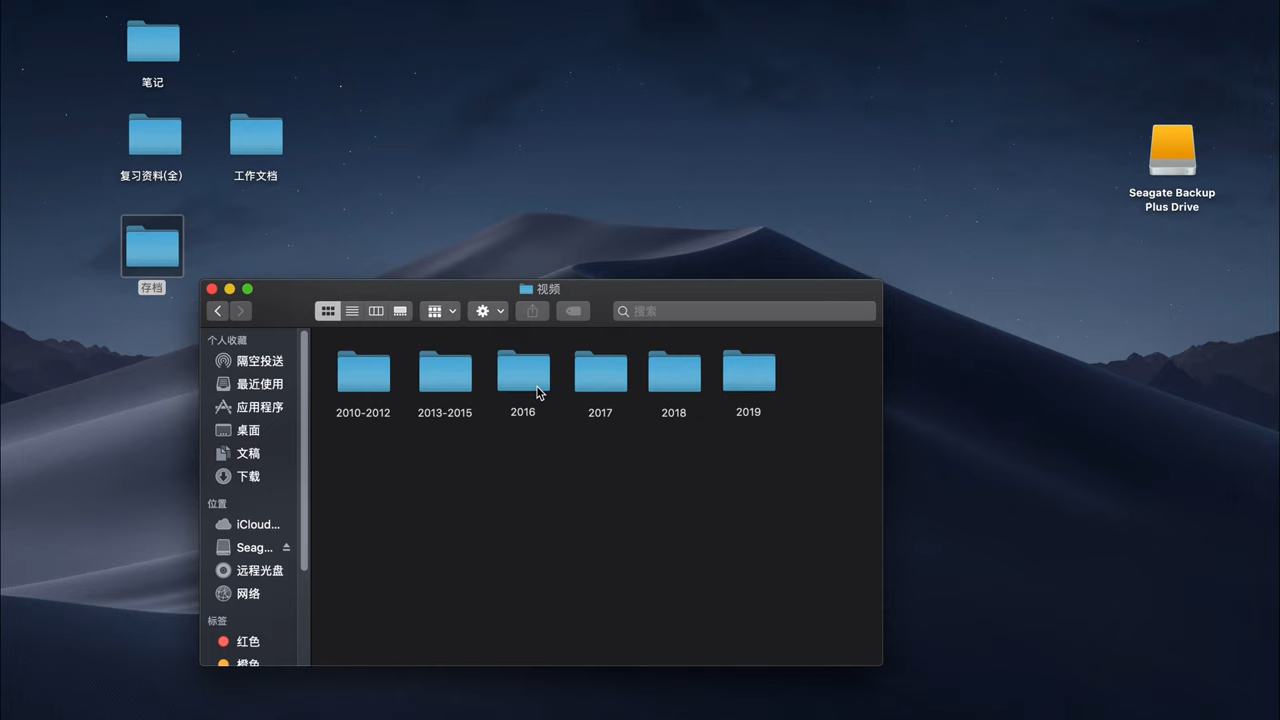 笔记
复习资料(全)
工作文档
存档
Seagate Backup
Plus Drive
视频
搜索
个人收藏
隔空投送
最近使用
应用程序
桌面
文稿
下载
位置
iCloud...
Seag...
远程光盘
网络
标签
红色
橙色
2010-2012
2013-2015
2016
2017
2018
2019